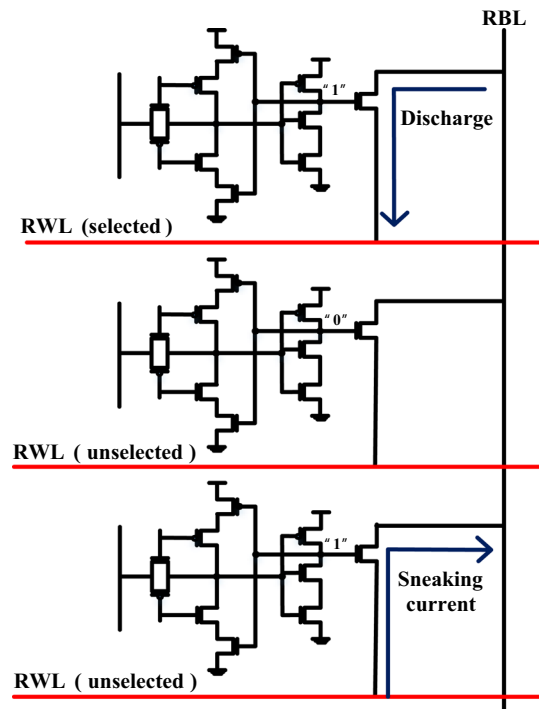 RBL
“1”
Discharge
RWL (selected )
“0”
RWL ( unselected )
“1”
Sneaking
current
RWL ( unselected )